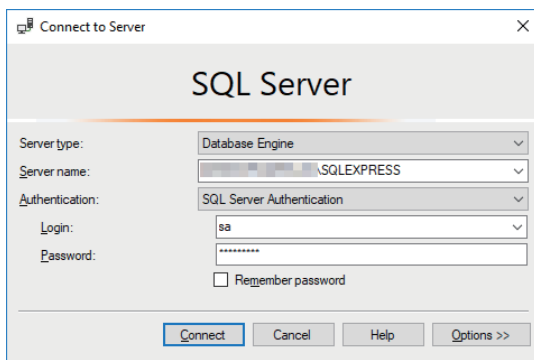 Connect to Server
SQL Server
Server type: Database Engine
Server name: \SQLEXPRESS
Authentication: SQL Server Authentication
Login: sa
Password: *********
Remember password
Connect Cancel Help Options >>